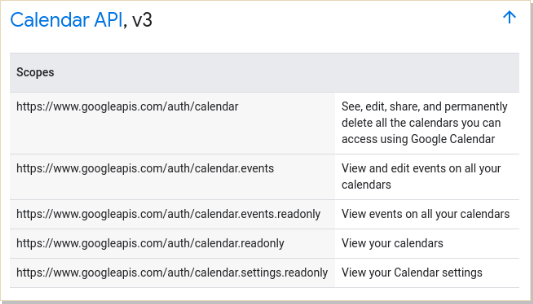 Calendar API, v3
Scopes
https://www.googleapis.com/auth/calendar
See, edit, share, and permanently
delete all the calendars you can
access using Google Calendar
https://www.googleapis.com/auth/calendar.events
View and edit events on all your
calendars
https://www.googleapis.com/auth/calendar.events.readonly
View events on all your calendars
https://www.googleapis.com/auth/calendar.readonly
View your calendars
https://www.googleapis.com/auth/calendar.settings.readonly
View your Calendar settings